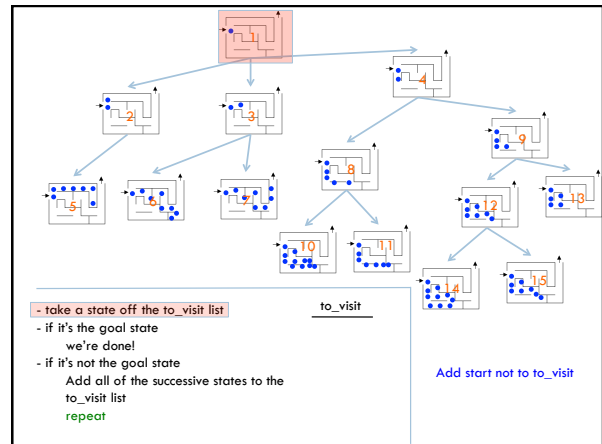 1
4
2
3
9
8
5
6
7
12
13
10
11
14
15
- take a state off the to_visit list
- if it's the goal state
we're done!
- if it's not the goal state
Add all of the successive states to the
to_visit list
repeat
to_visit
Add start not to to_visit